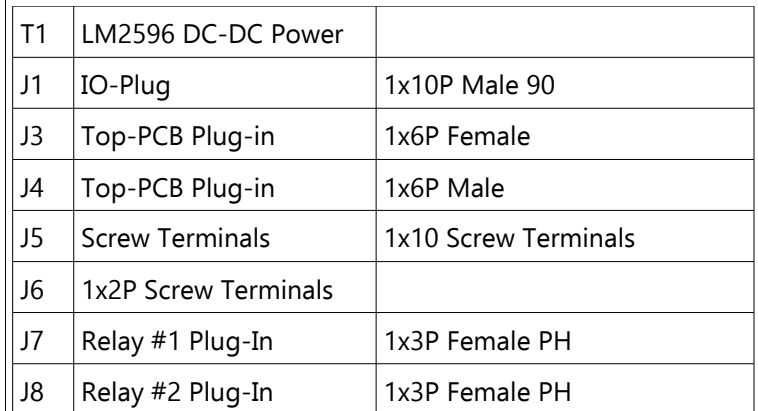 T1 LM2596 DC-DC Power
J1 IO-Plug 1x10P Male 90
J3 Top-PCB Plug-in 1x6P Female
J4 Top-PCB Plug-in 1x6P Male
J5 Screw Terminals 1x10 Screw Terminals
J6 1x2P Screw Terminals
J7 Relay #1 Plug-In 1x3P Female PH
J8 Relay #2 Plug-In 1x3P Female PH